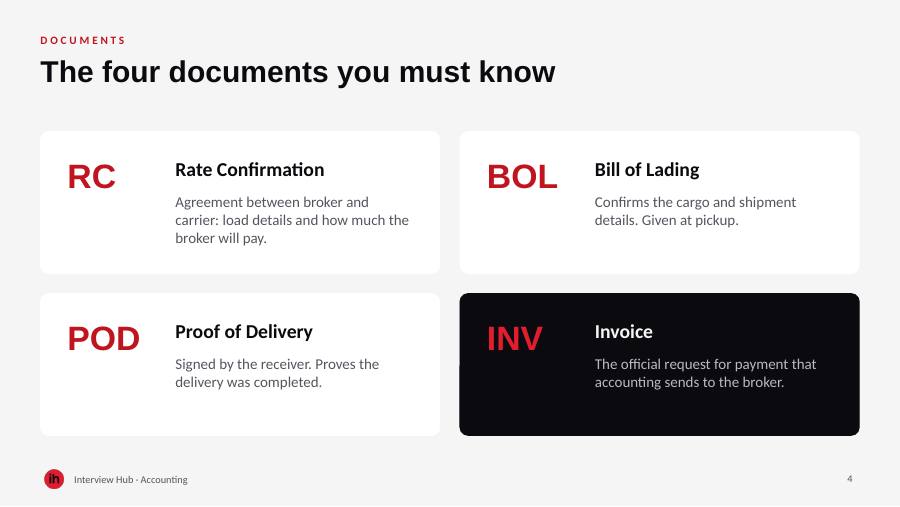 DOCUMENTS
The four documents you must know
RC
Rate Confirmation
Agreement between broker and
carrier: load details and how much the
broker will pay.
BOL
Bill of Lading
Confirms the cargo and shipment
details. Given at pickup.
POD
Proof of Delivery
Signed by the receiver. Proves the
delivery was completed.
INV
Invoice
The official request for payment that
accounting sends to the broker.
ih
Interview Hub · Accounting
4